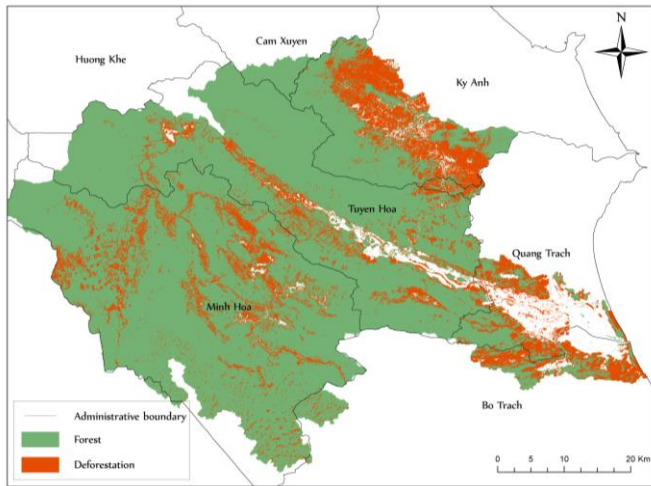 N
Cam Xuyen
Huong Khe
Ky Anh
Tuyen Hoa
Quang Trach
Minh Hoa
Bo Trach
Administrative boundary
Forest
Deforestation
0 5 10 20 Km